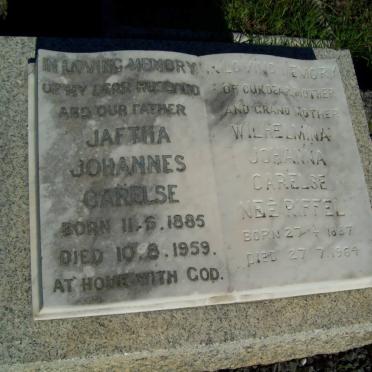 IN LOVING MEMORY
OF MY DEAR HUSBAND
AND OUR FATHER
JAFTHA
JOHANNES
CARELSE
BORN 11.6.1885
DIED 10.8.1959.
AT HOME WITH GOD.
IN LOVING MEMORY
OF OUR DEAR MOTHER
AND GRAND MOTHER
WILHELMINA
JOHANNA
CARELSE
NEE RIFFEL
BORN 27 4 1887
DIED 27 7 1964